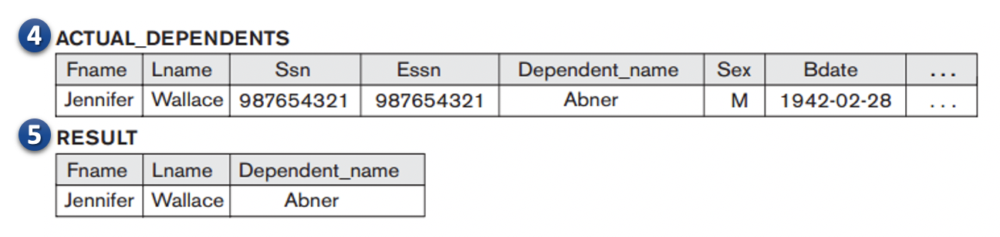 4 ACTUAL_DEPENDENTS
Fname Lname Ssn Essn Dependent_name Sex Bdate ...
Jennifer Wallace 987654321 987654321 Abner M 1942-02-28 ...
5 RESULT
Fname Lname Dependent_name
Jennifer Wallace Abner